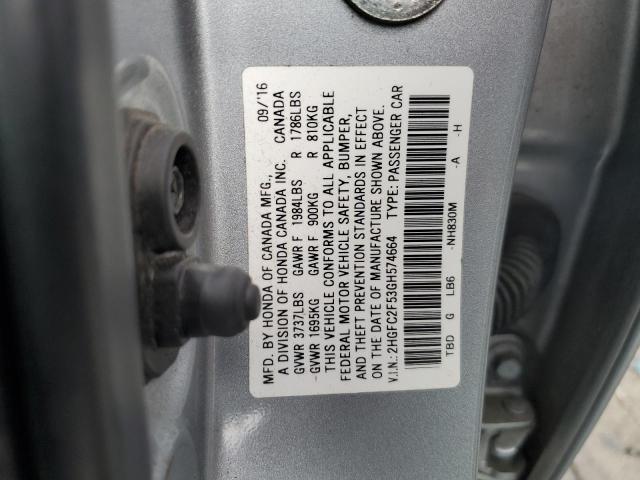 MFD. BY HONDA OF CANADA MFG., 09/'16
A DIVISION OF HONDA CANADA INC. CANADA
GVWR 3737LBS GAWR F 1984LBS R 1786LBS
GVWR 1695KG GAWR F 900KG R 810KG
THIS VEHICLE CONFORMS TO ALL APPLICABLE
FEDERAL MOTOR VEHICLE SAFETY, BUMPER,
AND THEFT PREVENTION STANDARDS IN EFFECT
ON THE DATE OF MANUFACTURE SHOWN ABOVE.
V.I.N.: 2HGFC2F53GH574664 TYPE: PASSENGER CAR
TBD G LB6 -NH830M -A -H